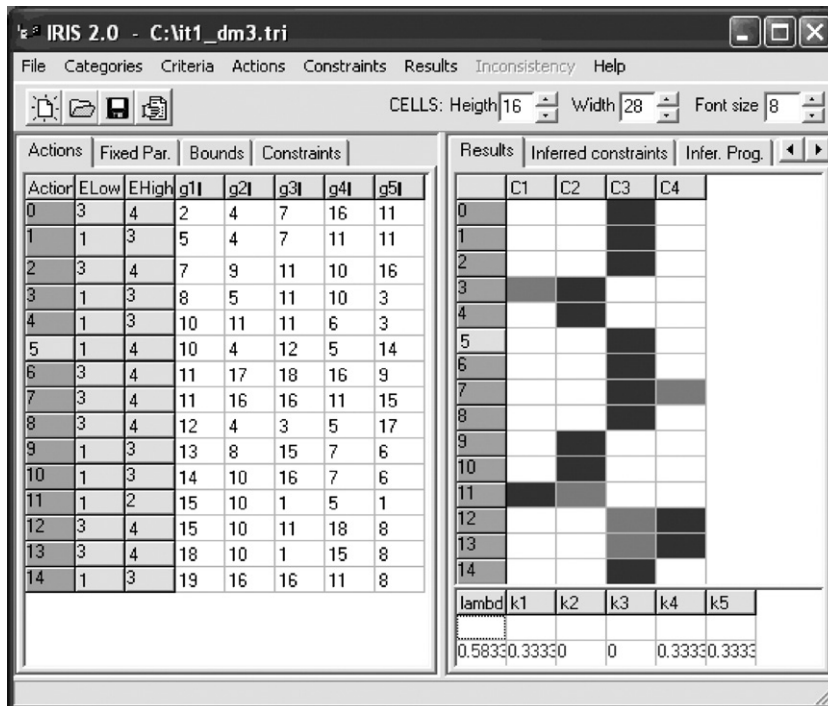 IRIS 2.0 - C:\it1_dm3.tri
File Categories Criteria Actions Constraints Results Inconsistency Help
CELLS: Heigth 16 Width 28 Font size 8
Actions Fixed Par. Bounds Constraints
Action ELow EHigh g1 g2 g3 g4 g5
0 3 4 2 4 7 16 11
1 1 3 5 4 7 11 11
2 3 4 7 9 11 10 16
3 1 3 8 5 11 10 3
4 1 3 10 11 11 6 3
5 1 4 10 4 12 5 14
6 3 4 11 17 18 16 9
7 3 4 11 16 16 11 15
8 3 4 12 4 3 5 17
9 1 3 13 8 15 7 6
10 1 3 14 10 16 7 6
11 1 2 15 10 1 5 1
12 3 4 15 10 11 18 8
13 3 4 18 10 1 15 8
14 1 3 19 16 16 11 8
Results Inferred constraints Infer. Prog.
C1 C2 C3 C4
0
1
2
3
4
5
6
7
8
9
10
11
12
13
14
lambd k1 k2 k3 k4 k5
0.5833 0.3333 0 0 0.3333 0.3333